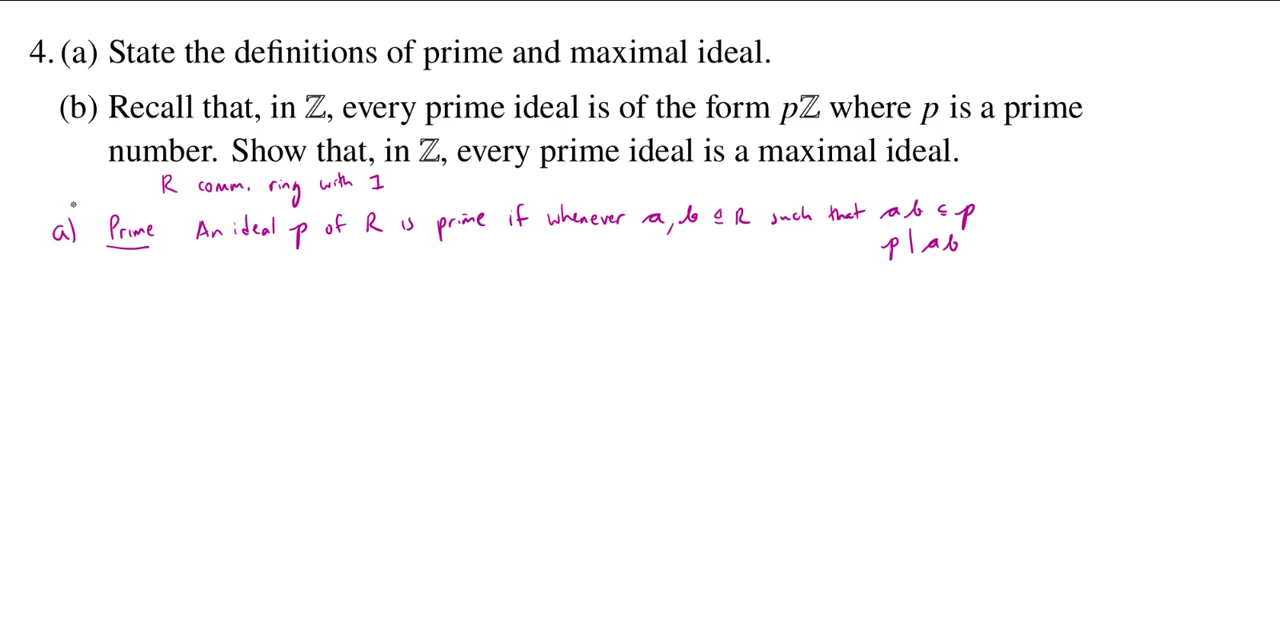 4. (a) State the definitions of prime and maximal ideal.
(b) Recall that, in ℤ, every prime ideal is of the form pℤ where p is a prime
number. Show that, in ℤ, every prime ideal is a maximal ideal.
R comm. ring with 1
a) Prime An ideal p of R is prime if whenever a, b ∈ R such that ab ∈ p
p | ab